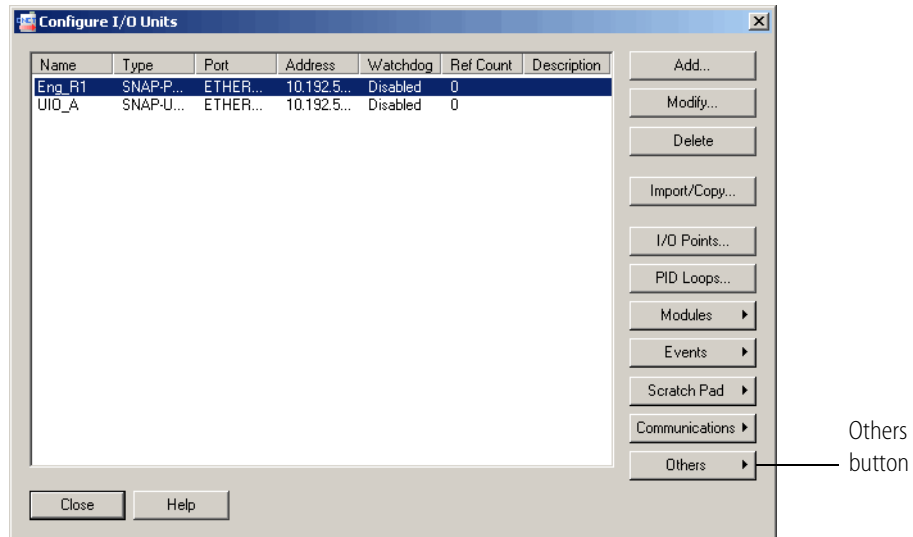 Configure I/O Units
Name Type Port Address Watchdog Ref Count Description
Eng_R1 SNAP-P... ETHER... 10.192.5... Disabled 0
UIO_A SNAP-U... ETHER... 10.192.5... Disabled 0
Add...
Modify...
Delete
Import/Copy...
I/O Points...
PID Loops...
Modules
Events
Scratch Pad
Communications
Others
Others
button
Close Help